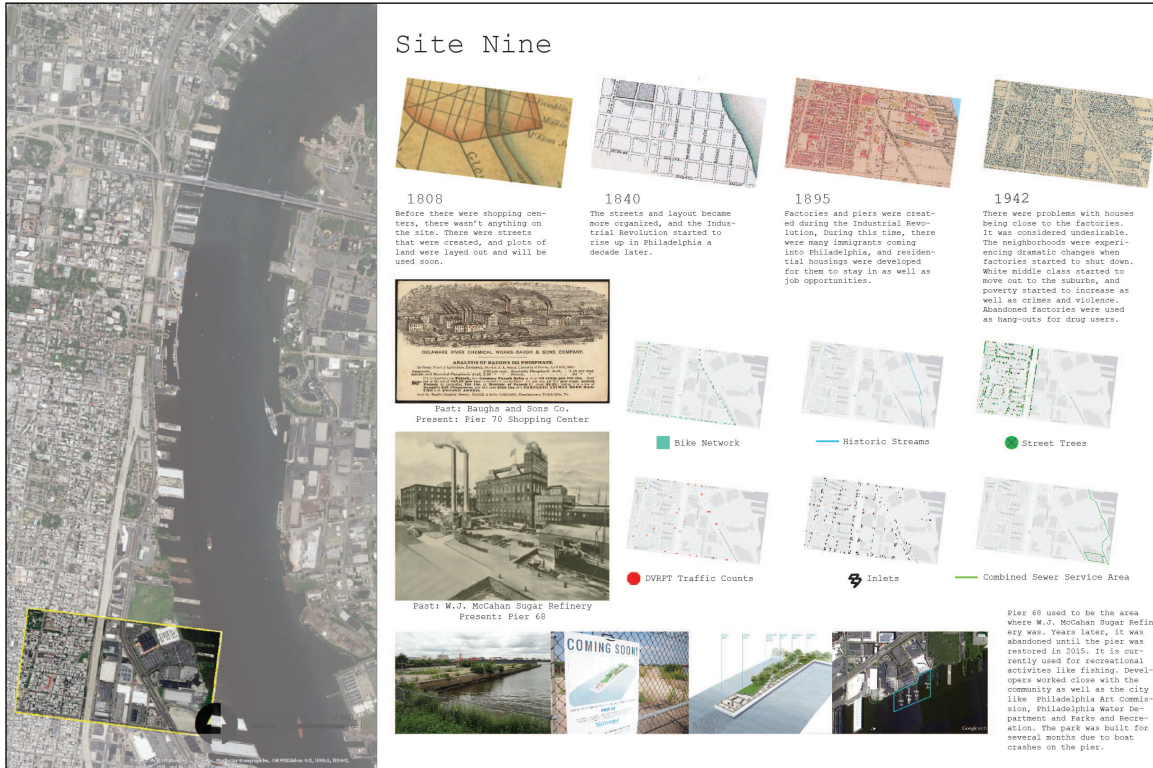 Site Nine
1808
Before there were shopping cen-
ters, there wasn't anything on
the site. There were streets
that were created, and plots of
land were layed out and will be
used soon.
1840
The streets and layout became
more organized, and the Indus-
trial Revolution started to
rise up in Philadelphia a
decade later.
1895
Factories and piers were creat-
ed during the Industrial Revo-
lution, During this time, there
were many immigrants coming
into Philadelphia, and residen-
tial housings were developed
for them to stay in as well as
job opportunities.
1942
There were problems with houses
being close to the factories.
It was considered undesirable.
The neighborhoods were experi-
encing dramatic changes when
factories started to shut down.
White middle class started to
move out to the suburbs, and
poverty started to increase as
well as crimes and violence.
Abandoned factories were used
as hang-outs for drug users.
DELAWARE RIVER CHEMICAL WORKS-BAUGH & SONS COMPANY.
ANALYSIS OF BAUGH'S $25 PHOSPHATE.
Past: Baughs and Sons Co.
Present: Pier 70 Shopping Center
Bike Network
Historic Streams
Street Trees
Past: W.J. McCahan Sugar Refinery
Present: Pier 68
DVRPT Traffic Counts
Inlets
Combined Sewer Service Area
COMING SOON!
Pier 68 used to be the area
where W.J. McCahan Sugar Refin
ery was. Years later, it was
abandoned until the pier was
restored in 2015. It is cur-
rently used for recreational
activites like fishing. Devel-
opers worked close with the
community as well as the city
like Philadelphia Art Commis-
sion, Philadelphia Water De-
partment and Parks and Recre-
ation. The park was built for
several months due to boat
crashes on the pier.